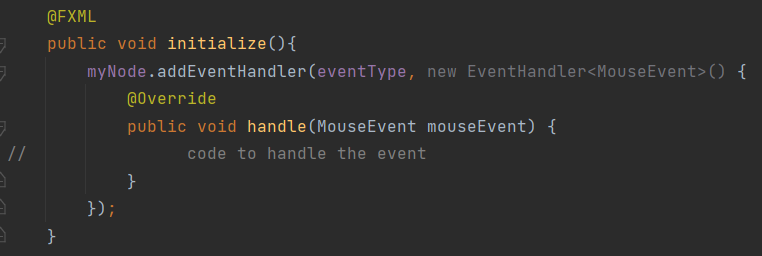 @FXML
public void initialize(){
myNode.addEventHandler(eventType, new EventHandler<MouseEvent>() {
@Override
public void handle(MouseEvent mouseEvent) {
// code to handle the event
}
});
}